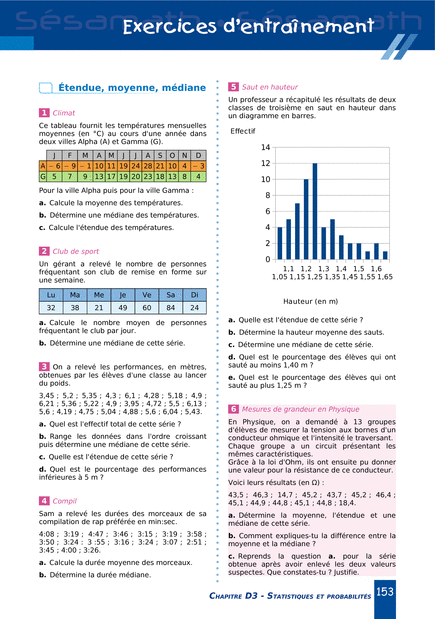 Sésamath
Sésamath
Exercices d'entraînement
Étendue, moyenne, médiane
1 Climat
Ce tableau fournit les températures mensuelles
moyennes (en °C) au cours d'une année dans
deux villes Alpha (A) et Gamma (G).
J F M A M J J A S O N D
A – 6 – 9 – 1 10 11 19 24 28 21 10 4 – 3
G 5 7 9 13 17 19 20 23 18 13 8 4
Pour la ville Alpha puis pour la ville Gamma :
a. Calcule la moyenne des températures.
b. Détermine une médiane des températures.
c. Calcule l'étendue des températures.
2 Club de sport
Un gérant a relevé le nombre de personnes
fréquentant son club de remise en forme sur
une semaine.
Lu Ma Me Je Ve Sa Di
32 38 21 49 60 84 24
a. Calcule le nombre moyen de personnes
fréquentant le club par jour.
b. Détermine une médiane de cette série.
3 On a relevé les performances, en mètres,
obtenues par les élèves d'une classe au lancer
du poids.
3,45 ; 5,2 ; 5,35 ; 4,3 ; 6,1 ; 4,28 ; 5,18 ; 4,9 ;
6,21 ; 5,36 ; 5,22 ; 4,9 ; 3,95 ; 4,72 ; 5,5 ; 6,13 ;
5,6 ; 4,19 ; 4,75 ; 5,04 ; 4,88 ; 5,6 ; 6,04 ; 5,43.
a. Quel est l'effectif total de cette série ?
b. Range les données dans l'ordre croissant
puis détermine une médiane de cette série.
c. Quelle est l'étendue de cette série ?
d. Quel est le pourcentage des performances
inférieures à 5 m ?
4 Compil
Sam a relevé les durées des morceaux de sa
compilation de rap préférée en min:sec.
4:08 ; 3:19 ; 4:47 ; 3:46 ; 3:15 ; 3:19 ; 3:58 ;
3:50 ; 3:24 : 3 :55 ; 3:16 ; 3:24 ; 3:07 ; 2:51 ;
3:45 ; 4:00 ; 3:26.
a. Calcule la durée moyenne des morceaux.
b. Détermine la durée médiane.
5 Saut en hauteur
Un professeur a récapitulé les résultats de deux
classes de troisième en saut en hauteur dans
un diagramme en barres.
Effectif
14
12
10
8
6
4
2
0
1,1 1,2 1,3 1,4 1,5 1,6
1,05 1,15 1,25 1,35 1,45 1,55 1,65
Hauteur (en m)
a. Quelle est l'étendue de cette série ?
b. Détermine la hauteur moyenne des sauts.
c. Détermine une médiane de cette série.
d. Quel est le pourcentage des élèves qui ont
sauté au moins 1,40 m ?
e. Quel est le pourcentage des élèves qui ont
sauté au plus 1,25 m ?
6 Mesures de grandeur en Physique
En Physique, on a demandé à 13 groupes
d'élèves de mesurer la tension aux bornes d'un
conducteur ohmique et l'intensité le traversant.
Chaque groupe a un circuit présentant les
mêmes caractéristiques.
Grâce à la loi d'Ohm, ils ont ensuite pu donner
une valeur pour la résistance de ce conducteur.
Voici leurs résultats (en Ω) :
43,5 ; 46,3 ; 14,7 ; 45,2 ; 43,7 ; 45,2 ; 46,4 ;
45,1 ; 44,9 ; 44,8 ; 45,1 ; 44,8 ; 18,4.
a. Détermine la moyenne, l'étendue et une
médiane de cette série.
b. Comment expliques-tu la différence entre la
moyenne et la médiane ?
c. Reprends la question a. pour la série
obtenue après avoir enlevé les deux valeurs
suspectes. Que constates-tu ? Justifie.
CHAPITRE D3 - STATISTIQUES ET PROBABILITÉS 153